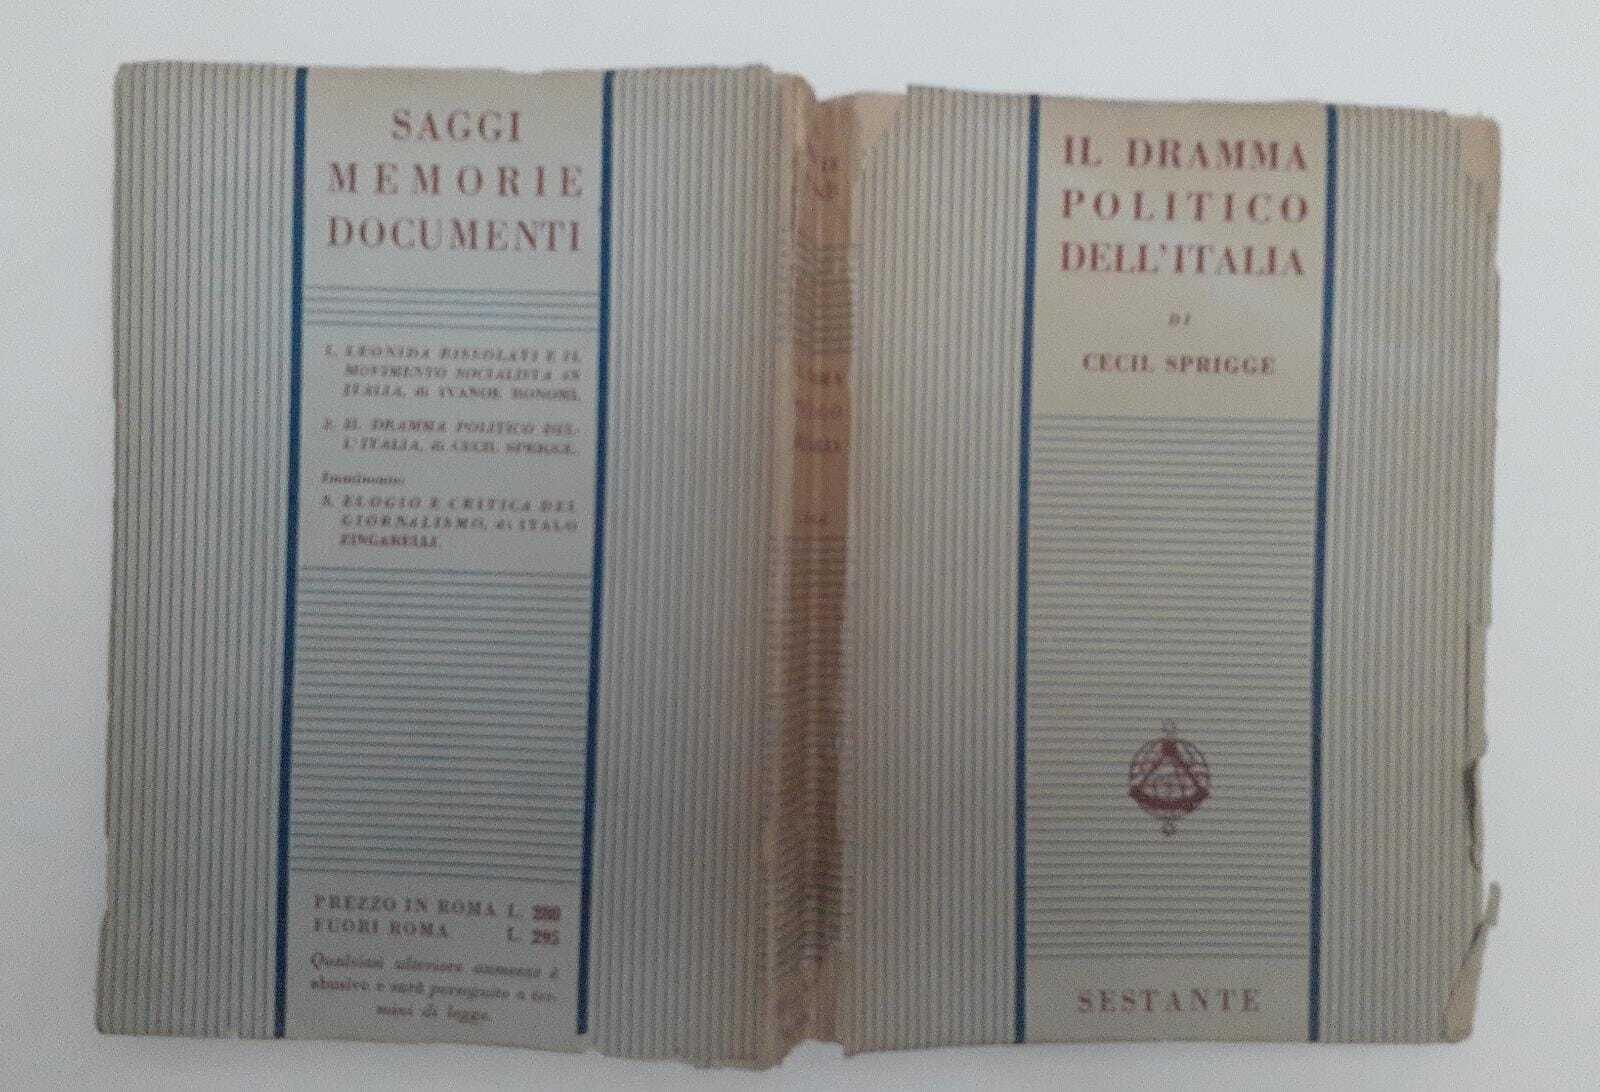 SAGGI
MEMORIE
DOCUMENTI
1. LEONIDA BISSOLATI E IL
MOVIMENTO SOCIALISTA IN
ITALIA, di IVANOE BONOMI.
2. IL DRAMMA POLITICO DEL-
L'ITALIA, di CECIL SPRIGGE.
Imminente:
3. ELOGIO E CRITICA DEL
GIORNALISMO, di ITALO
ZINGARELLI.
PREZZO IN ROMA L. 280
FUORI ROMA L. 295
Qualsiasi ulteriore aumento è
abusivo e sarà perseguito a ter-
mini di legge.
IL DRAMMA
POLITICO
DELL'ITALIA
DI
CECIL SPRIGGE
SESTANTE